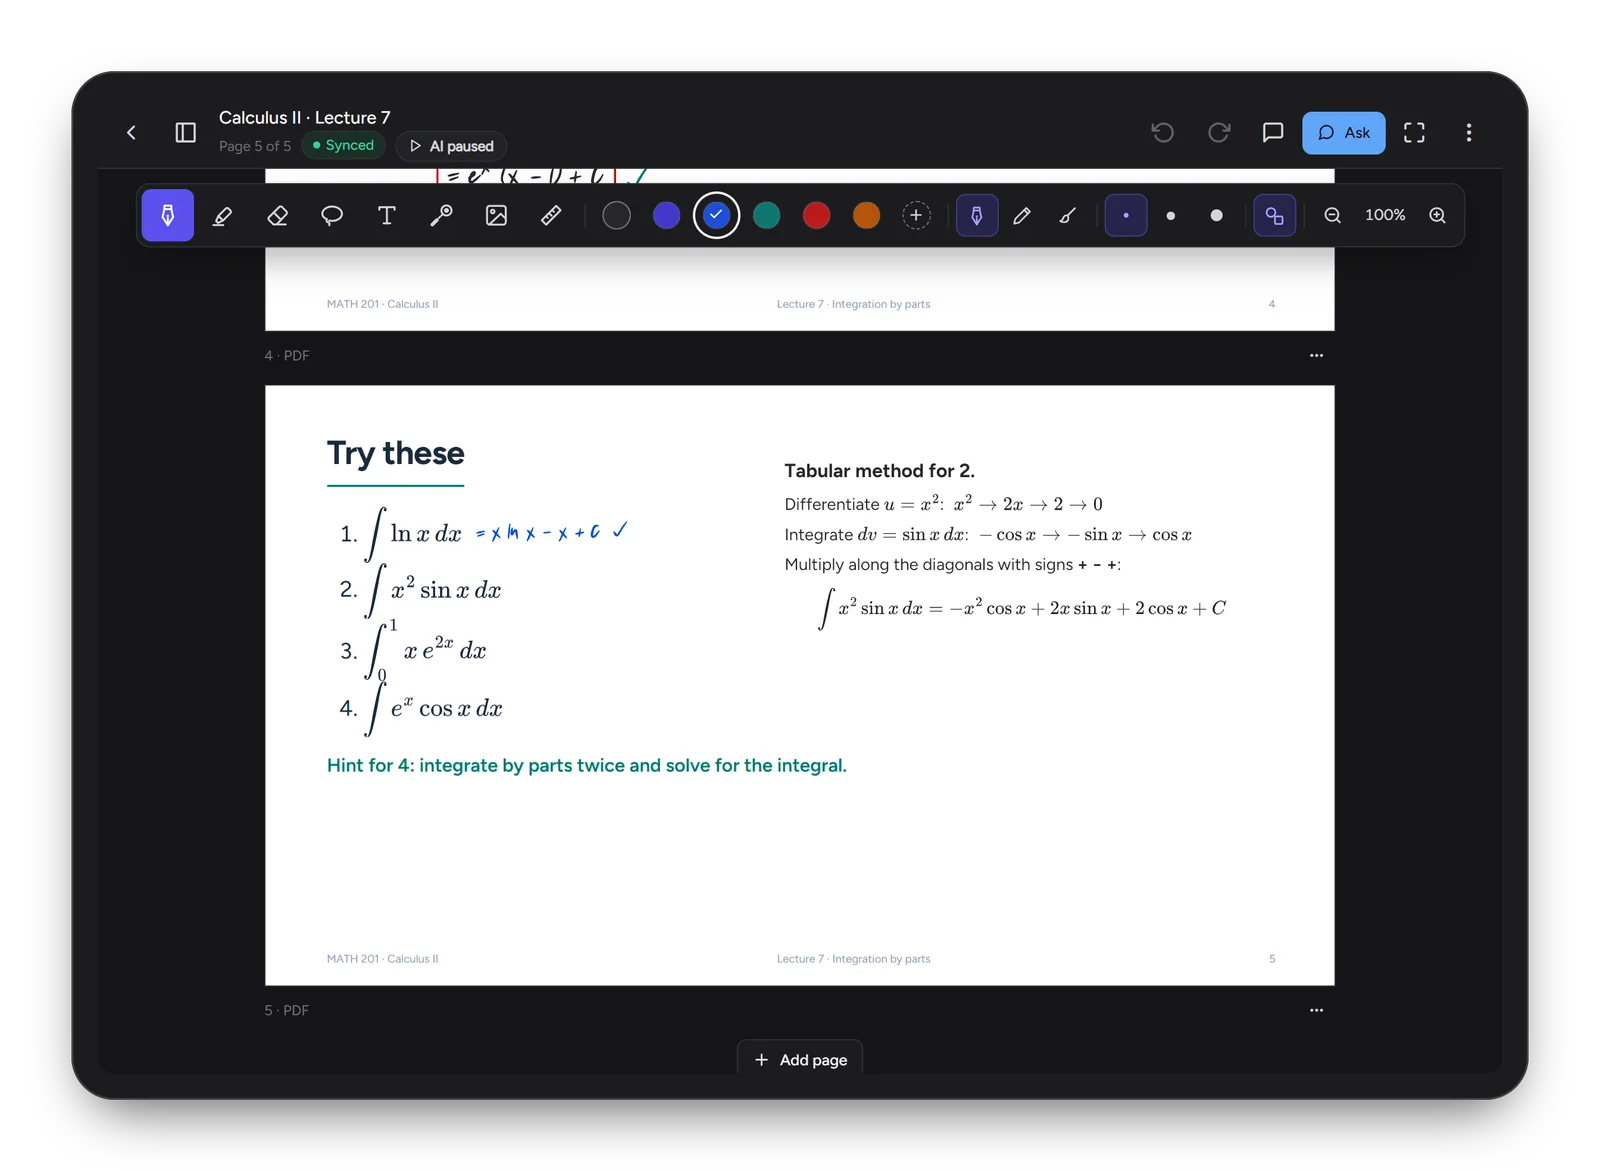 Calculus II · Lecture 7
Page 5 of 5 Synced AI paused
Ask
= eˣ (x − 1) + C ✓
100%
MATH 201 · Calculus II Lecture 7 · Integration by parts 4
4 · PDF
Try these
1. ∫ ln x dx = x ln x − x + C ✓
2. ∫ x² sin x dx
3. ∫₀¹ x e²ˣ dx
4. ∫ eˣ cos x dx
Hint for 4: integrate by parts twice and solve for the integral.
Tabular method for 2.
Differentiate u = x²: x² → 2x → 2 → 0
Integrate dv = sin x dx: − cos x → − sin x → cos x
Multiply along the diagonals with signs + - +:
∫ x² sin x dx = −x² cos x + 2x sin x + 2 cos x + C
MATH 201 · Calculus II Lecture 7 · Integration by parts 5
5 · PDF
+ Add page